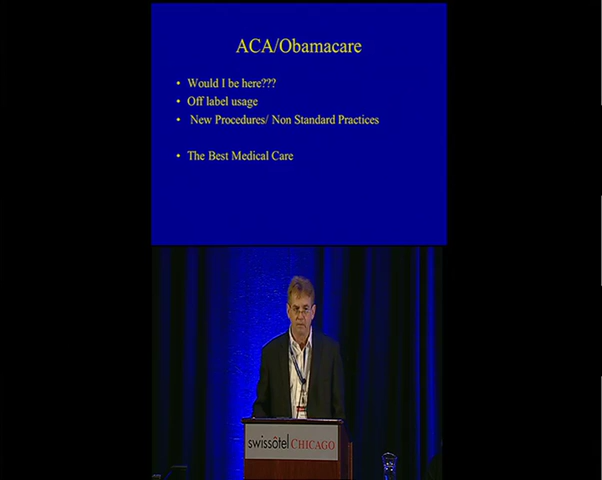 ACA/Obamacare
• Would I be here???
• Off label usage
• New Procedures/ Non Standard Practices
• The Best Medical Care
swissôtel CHICAGO